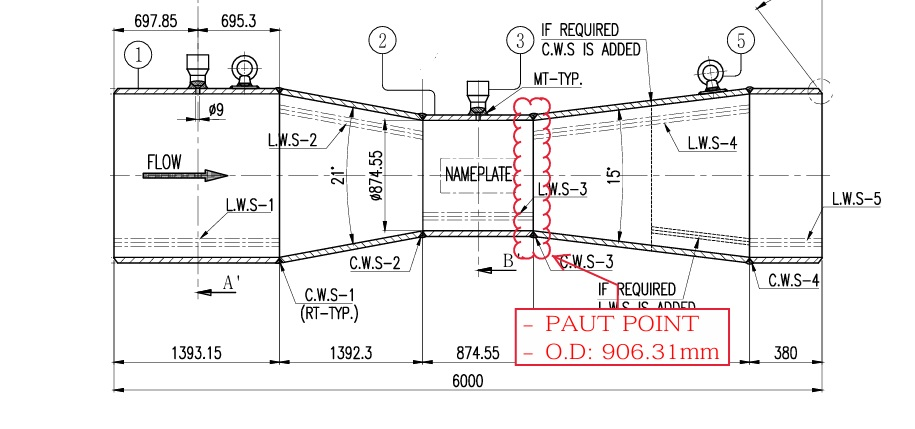 697.85
695.3
IF REQUIRED
C.W.S IS ADDED
1
2
3
5
MT-TYP.
ø9
L.W.S-2
L.W.S-4
FLOW
21°
ø874.55
NAMEPLATE
15°
L.W.S-3
L.W.S-1
L.W.S-5
C.W.S-2
B'
C.W.S-3
A'
C.W.S-1
(RT-TYP.)
IF REQUIRED
L.W.S IS ADDED
C.W.S-4
- PAUT POINT
- O.D: 906.31mm
1393.15
1392.3
874.55
380
6000